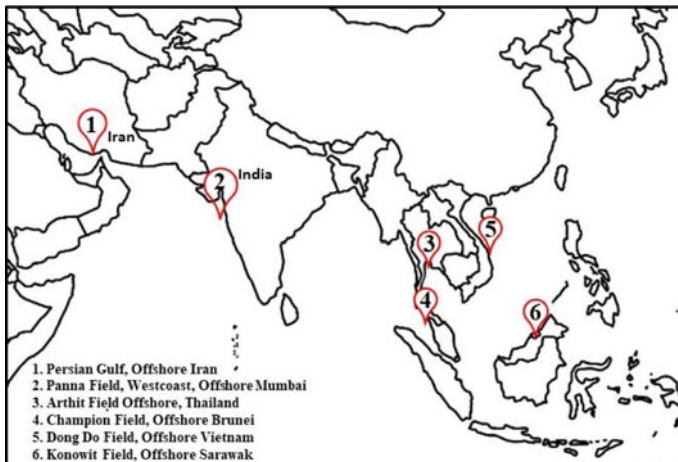 1
Iran
2
India
3
5
4
6
1. Persian Gulf, Offshore Iran
2. Panna Field, Westcoast, Offshore Mumbai
3. Arthit Field Offshore, Thailand
4. Champion Field, Offshore Brunei
5. Dong Do Field, Offshore Vietnam
6. Konowit Field, Offshore Sarawak